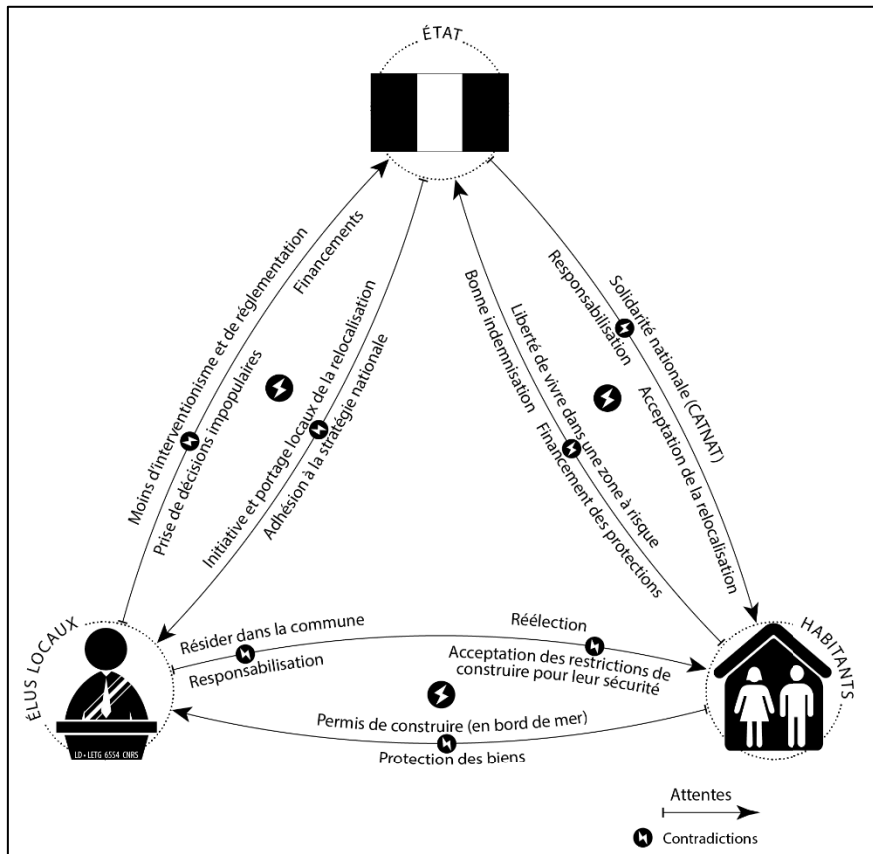 ÉTAT
Moins d'interventionisme et de réglementation
Financements
Prise de décisions impopulaires
Initiative et portage locaux de la relocalisation
Adhésion à la stratégie nationale
Solidarité nationale (CATNAT)
Responsabilisation
Acceptation de la relocalisation
Liberté de vivre dans une zone à risque
Bonne indemnisation
Financement des protections
ÉLUS LOCAUX
LD • LETG 6554 CNRS
HABITANTS
Résider dans la commune
Responsabilisation
Réélection
Acceptation des restrictions de
construire pour leur sécurité
Permis de construire (en bord de mer)
Protection des biens
Attentes
Contradictions